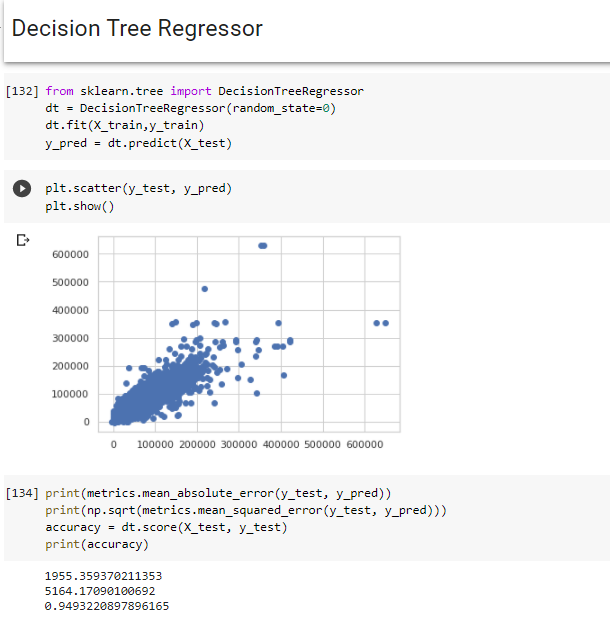 Decision Tree Regressor
[132] from sklearn.tree import DecisionTreeRegressor
dt = DecisionTreeRegressor(random_state=0)
dt.fit(X_train,y_train)
y_pred = dt.predict(X_test)
plt.scatter(y_test, y_pred)
plt.show()
600000
500000
400000
300000
200000
100000
0
0 100000 200000 300000 400000 500000 600000
[134] print(metrics.mean_absolute_error(y_test, y_pred))
print(np.sqrt(metrics.mean_squared_error(y_test, y_pred)))
accuracy = dt.score(X_test, y_test)
print(accuracy)
1955.359370211353
5164.17090100692
0.9493220897896165